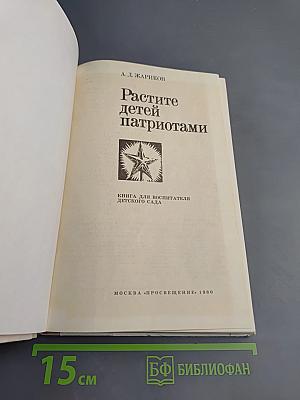 А. Д. ЖАРИКОВ
Растите
детей
патриотами
КНИГА ДЛЯ ВОСПИТАТЕЛЯ
ДЕТСКОГО САДА
МОСКВА «ПРОСВЕЩЕНИЕ» 1980
15 см
БФ БИБЛИОФАН